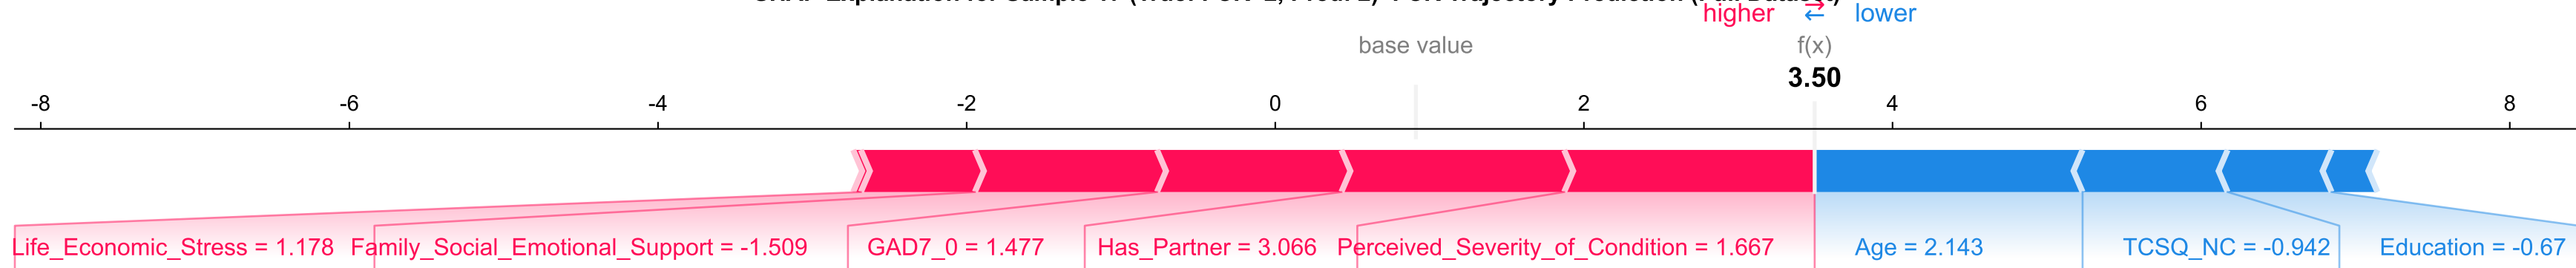 higher lower
base value f(x)
3.50
-8 -6 -4 -2 0 2 4 6 8
Life_Economic_Stress = 1.178 Family_Social_Emotional_Support = -1.509 GAD7_0 = 1.477 Has_Partner = 3.066 Perceived_Severity_of_Condition = 1.667 Age = 2.143 TCSQ_NC = -0.942 Education = -0.67